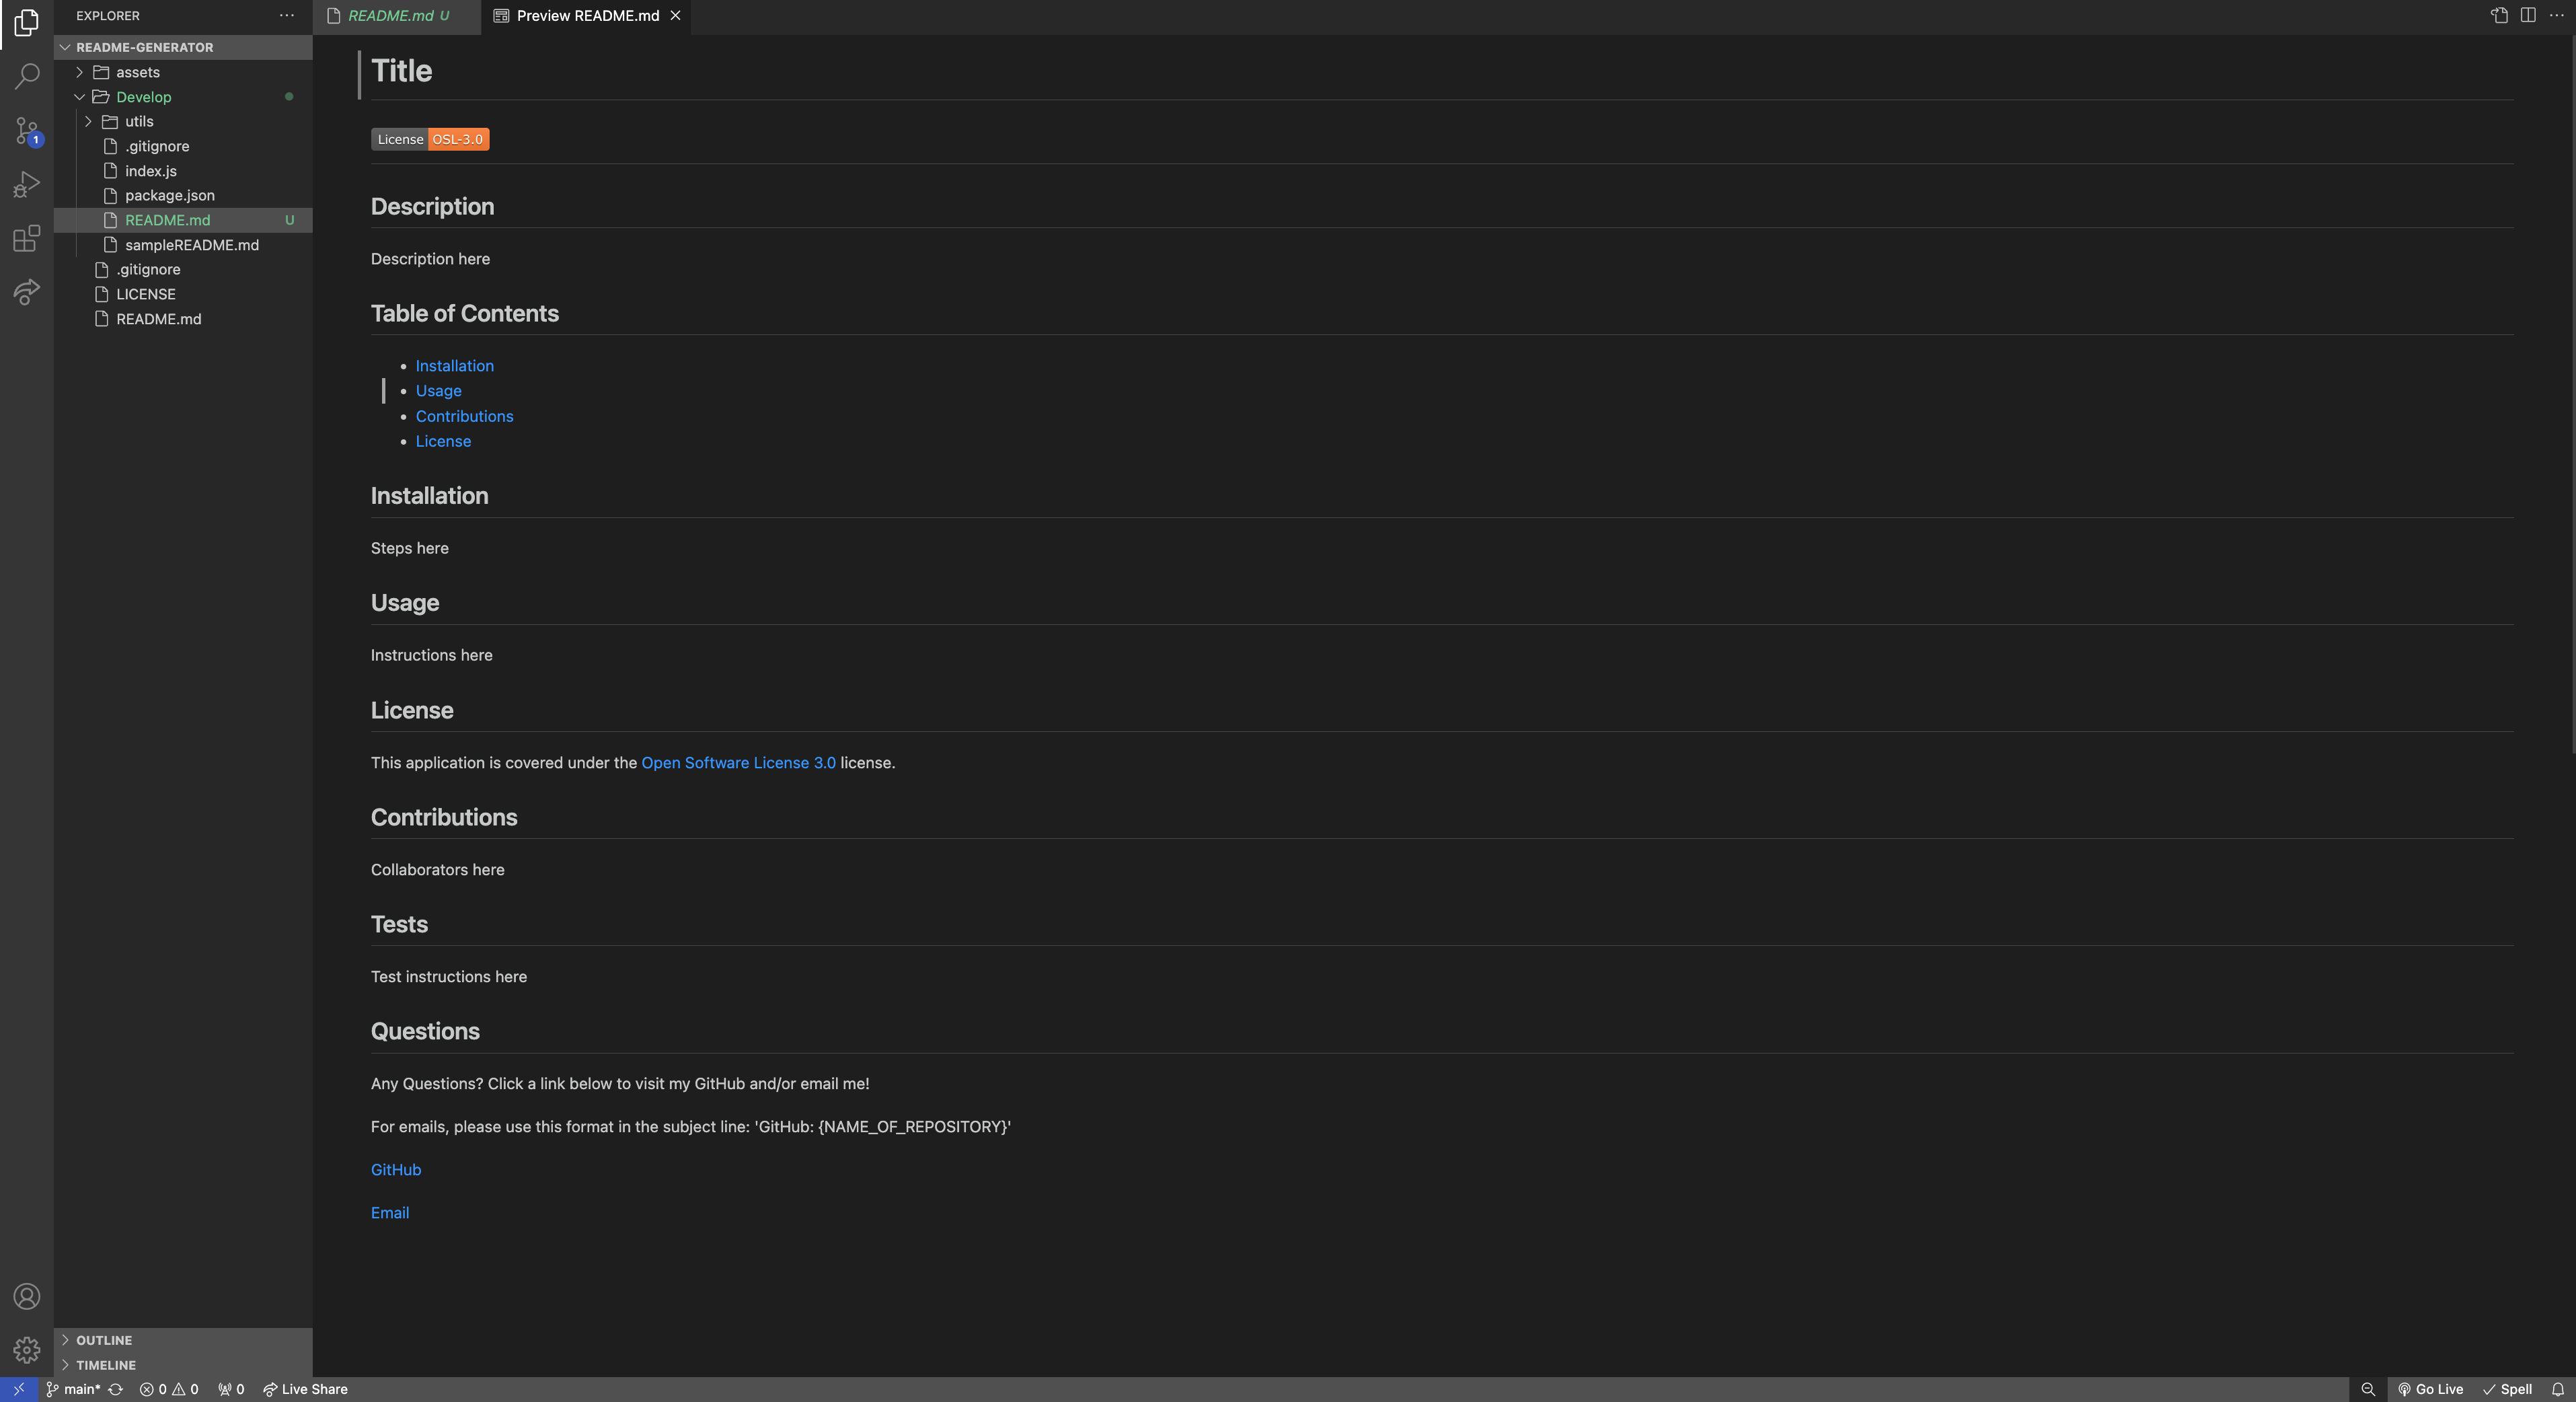 EXPLORER
README-GENERATOR
assets
Develop
utils
.gitignore
index.js
package.json
README.md U
sampleREADME.md
.gitignore
LICENSE
README.md
OUTLINE
TIMELINE
1
README.md U
Preview README.md
Title
License OSL-3.0
Description
Description here
Table of Contents
Installation
Usage
Contributions
License
Installation
Steps here
Usage
Instructions here
License
This application is covered under the Open Software License 3.0 license.
Contributions
Collaborators here
Tests
Test instructions here
Questions
Any Questions? Click a link below to visit my GitHub and/or email me!
For emails, please use this format in the subject line: 'GitHub: {NAME_OF_REPOSITORY}'
GitHub
Email
main* 0 0 0 Live Share Go Live Spell